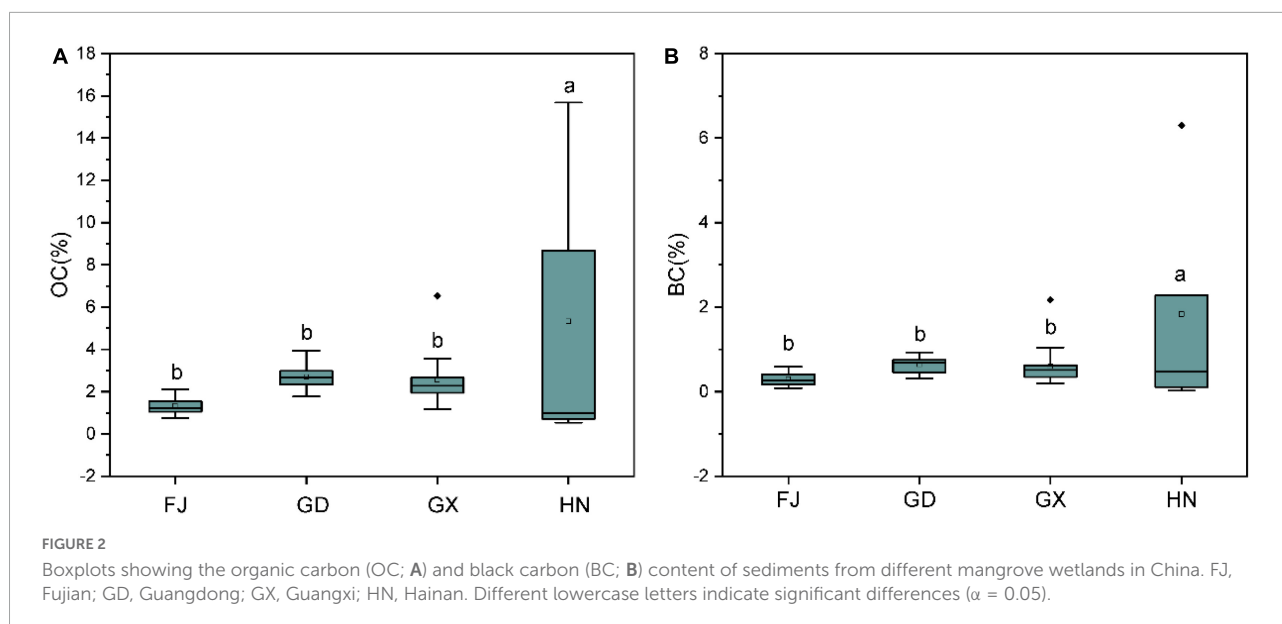 A
18
16
14
12
10
8
6
4
2
0
-2
OC(%)
b
b
b
a
FJ
GD
GX
HN
B
8
6
4
2
0
-2
BC(%)
b
b
b
a
FJ
GD
GX
HN
FIGURE 2
Boxplots showing the organic carbon (OC; A) and black carbon (BC; B) content of sediments from different mangrove wetlands in China. FJ,
Fujian; GD, Guangdong; GX, Guangxi; HN, Hainan. Different lowercase letters indicate significant differences (α = 0.05).